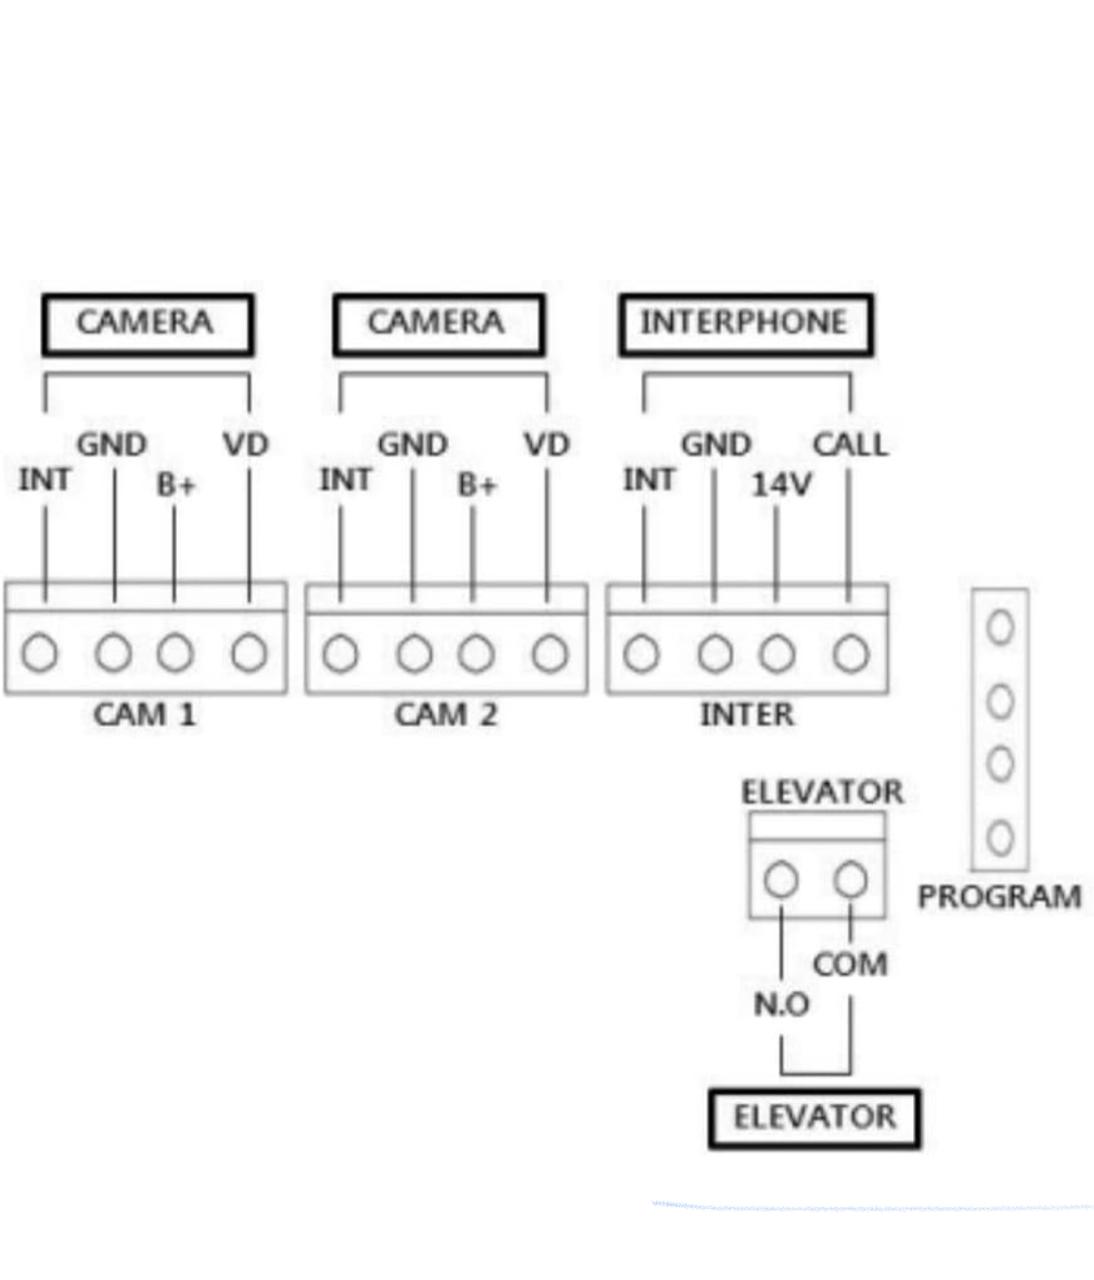 CAMERA CAMERA INTERPHONE
GND VD GND VD GND CALL
INT B+ INT B+ INT 14V
CAM 1 CAM 2 INTER
ELEVATOR
PROGRAM
COM
N.O
ELEVATOR